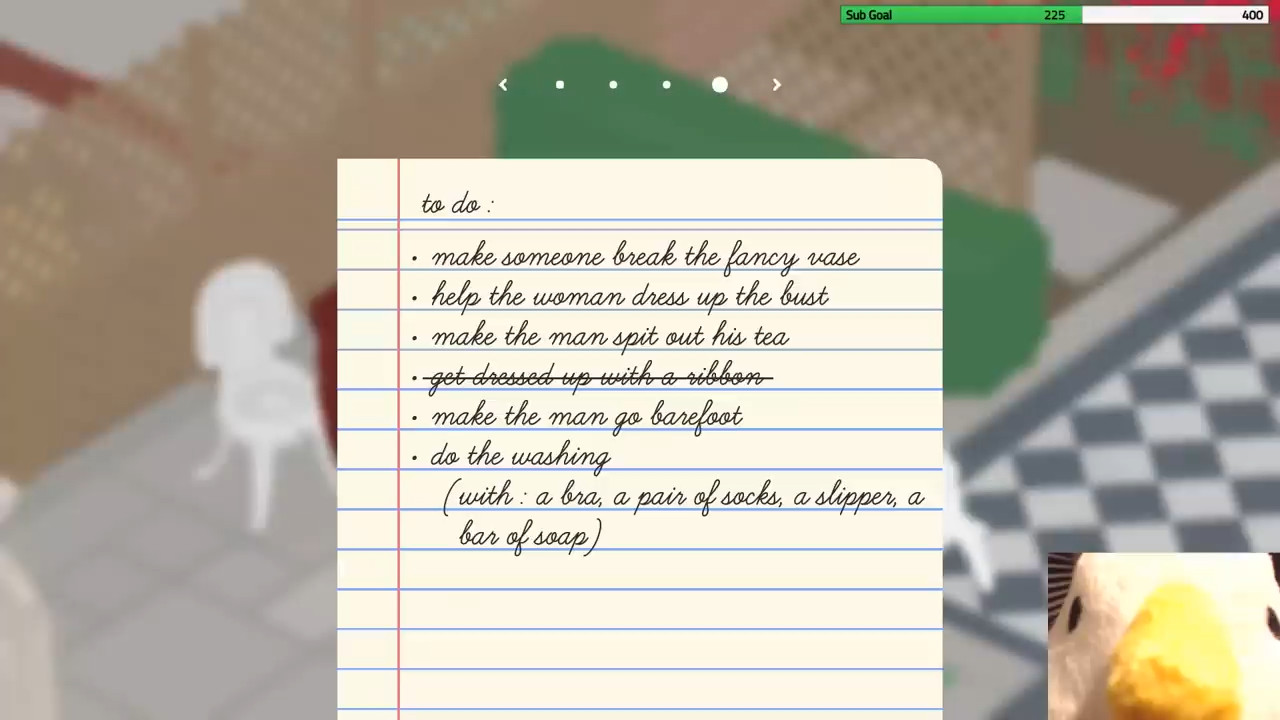 Sub Goal 225 400
to do :
• make someone break the fancy vase
• help the woman dress up the bust
• make the man spit out his tea
• get dressed up with a ribbon
• make the man go barefoot
• do the washing
(with : a bra, a pair of socks, a slipper, a
bar of soap)